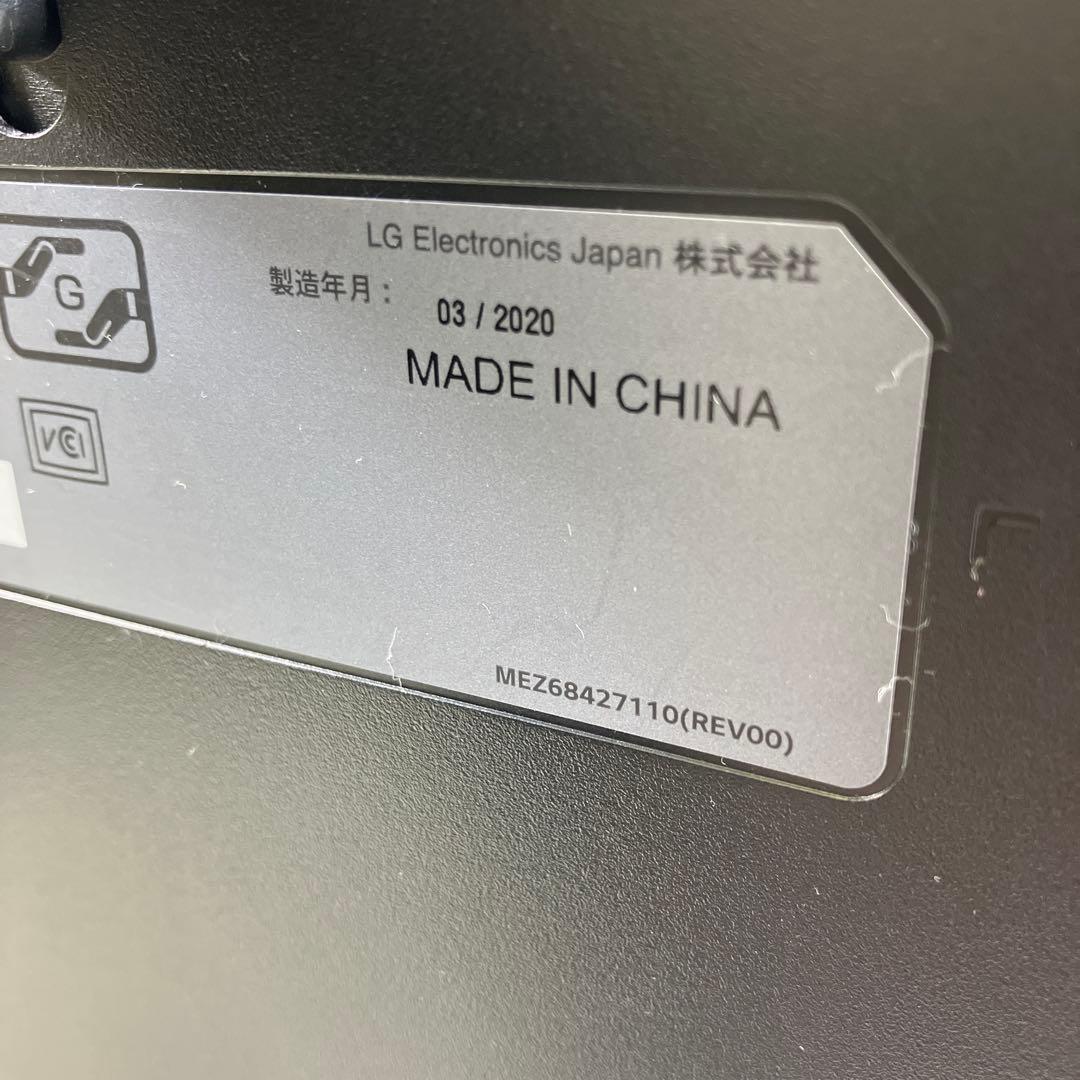 LG Electronics Japan 株式会社
製造年月：
03 / 2020
MADE IN CHINA
G
VCI
MEZ68427110(REV00)